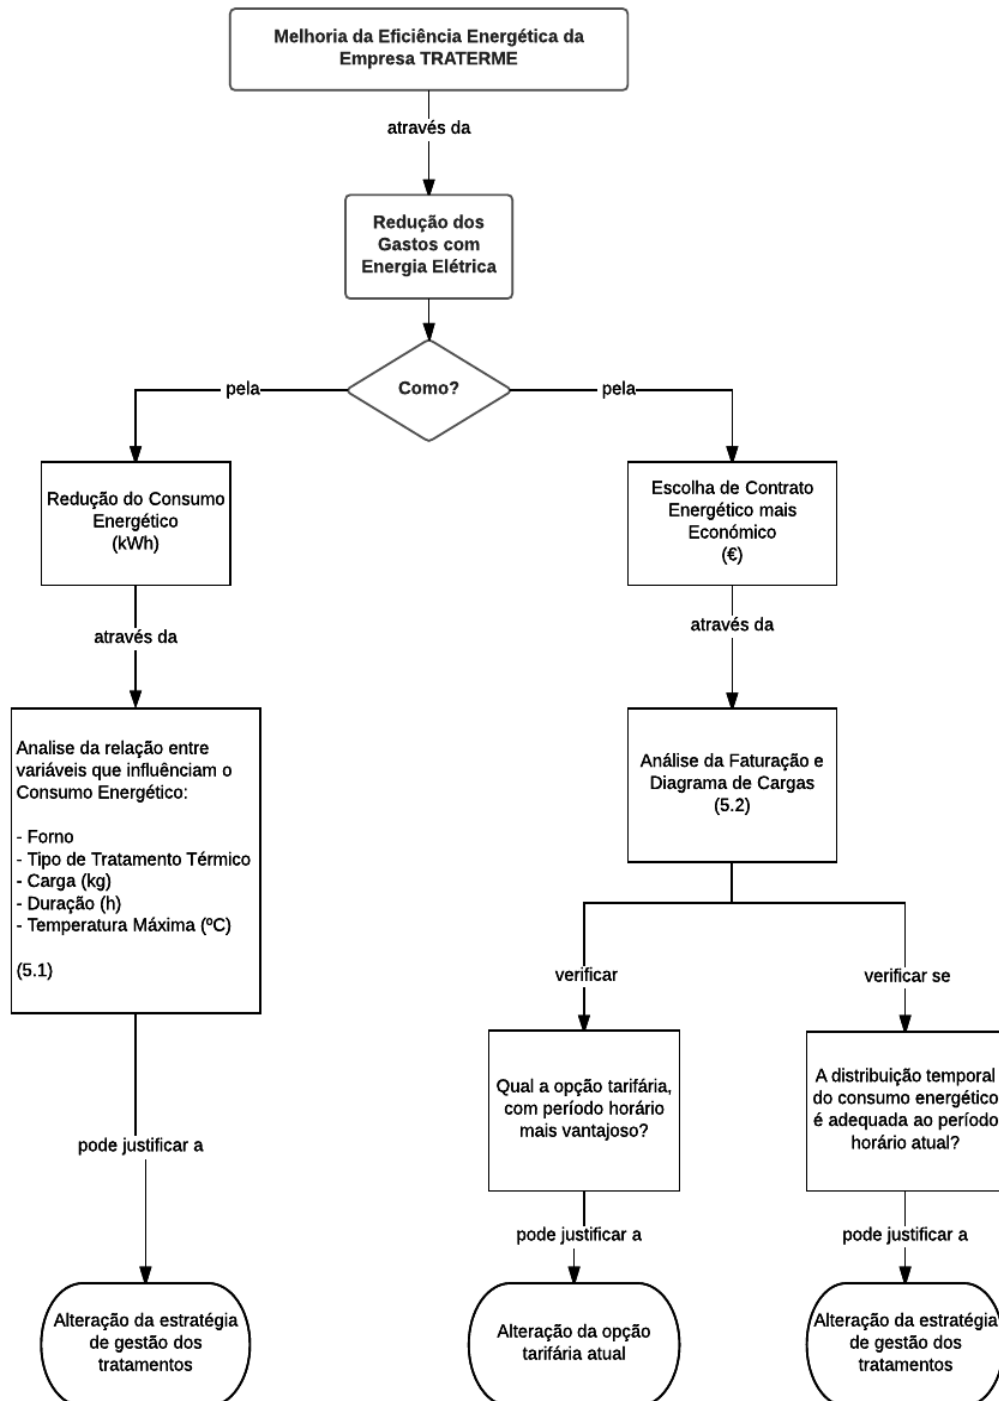 Melhoria da Eficiência Energética da
Empresa TRATERME
através da
Redução dos
Gastos com
Energia Elétrica
Como?
pela
pela
Redução do Consumo
Energético
(kWh)
Escolha de Contrato
Energético mais
Económico
(€)
através da
através da
Analise da relação entre
variáveis que influênciam o
Consumo Energético:
- Forno
- Tipo de Tratamento Térmico
- Carga (kg)
- Duração (h)
- Temperatura Máxima (ºC)
(5.1)
Análise da Faturação e
Diagrama de Cargas
(5.2)
verificar
verificar se
Qual a opção tarifária,
com período horário
mais vantajoso?
A distribuição temporal
do consumo energético
é adequada ao período
horário atual?
pode justificar a
pode justificar a
pode justificar a
Alteração da estratégia
de gestão dos
tratamentos
Alteração da opção
tarifária atual
Alteração da estratégia
de gestão dos
tratamentos